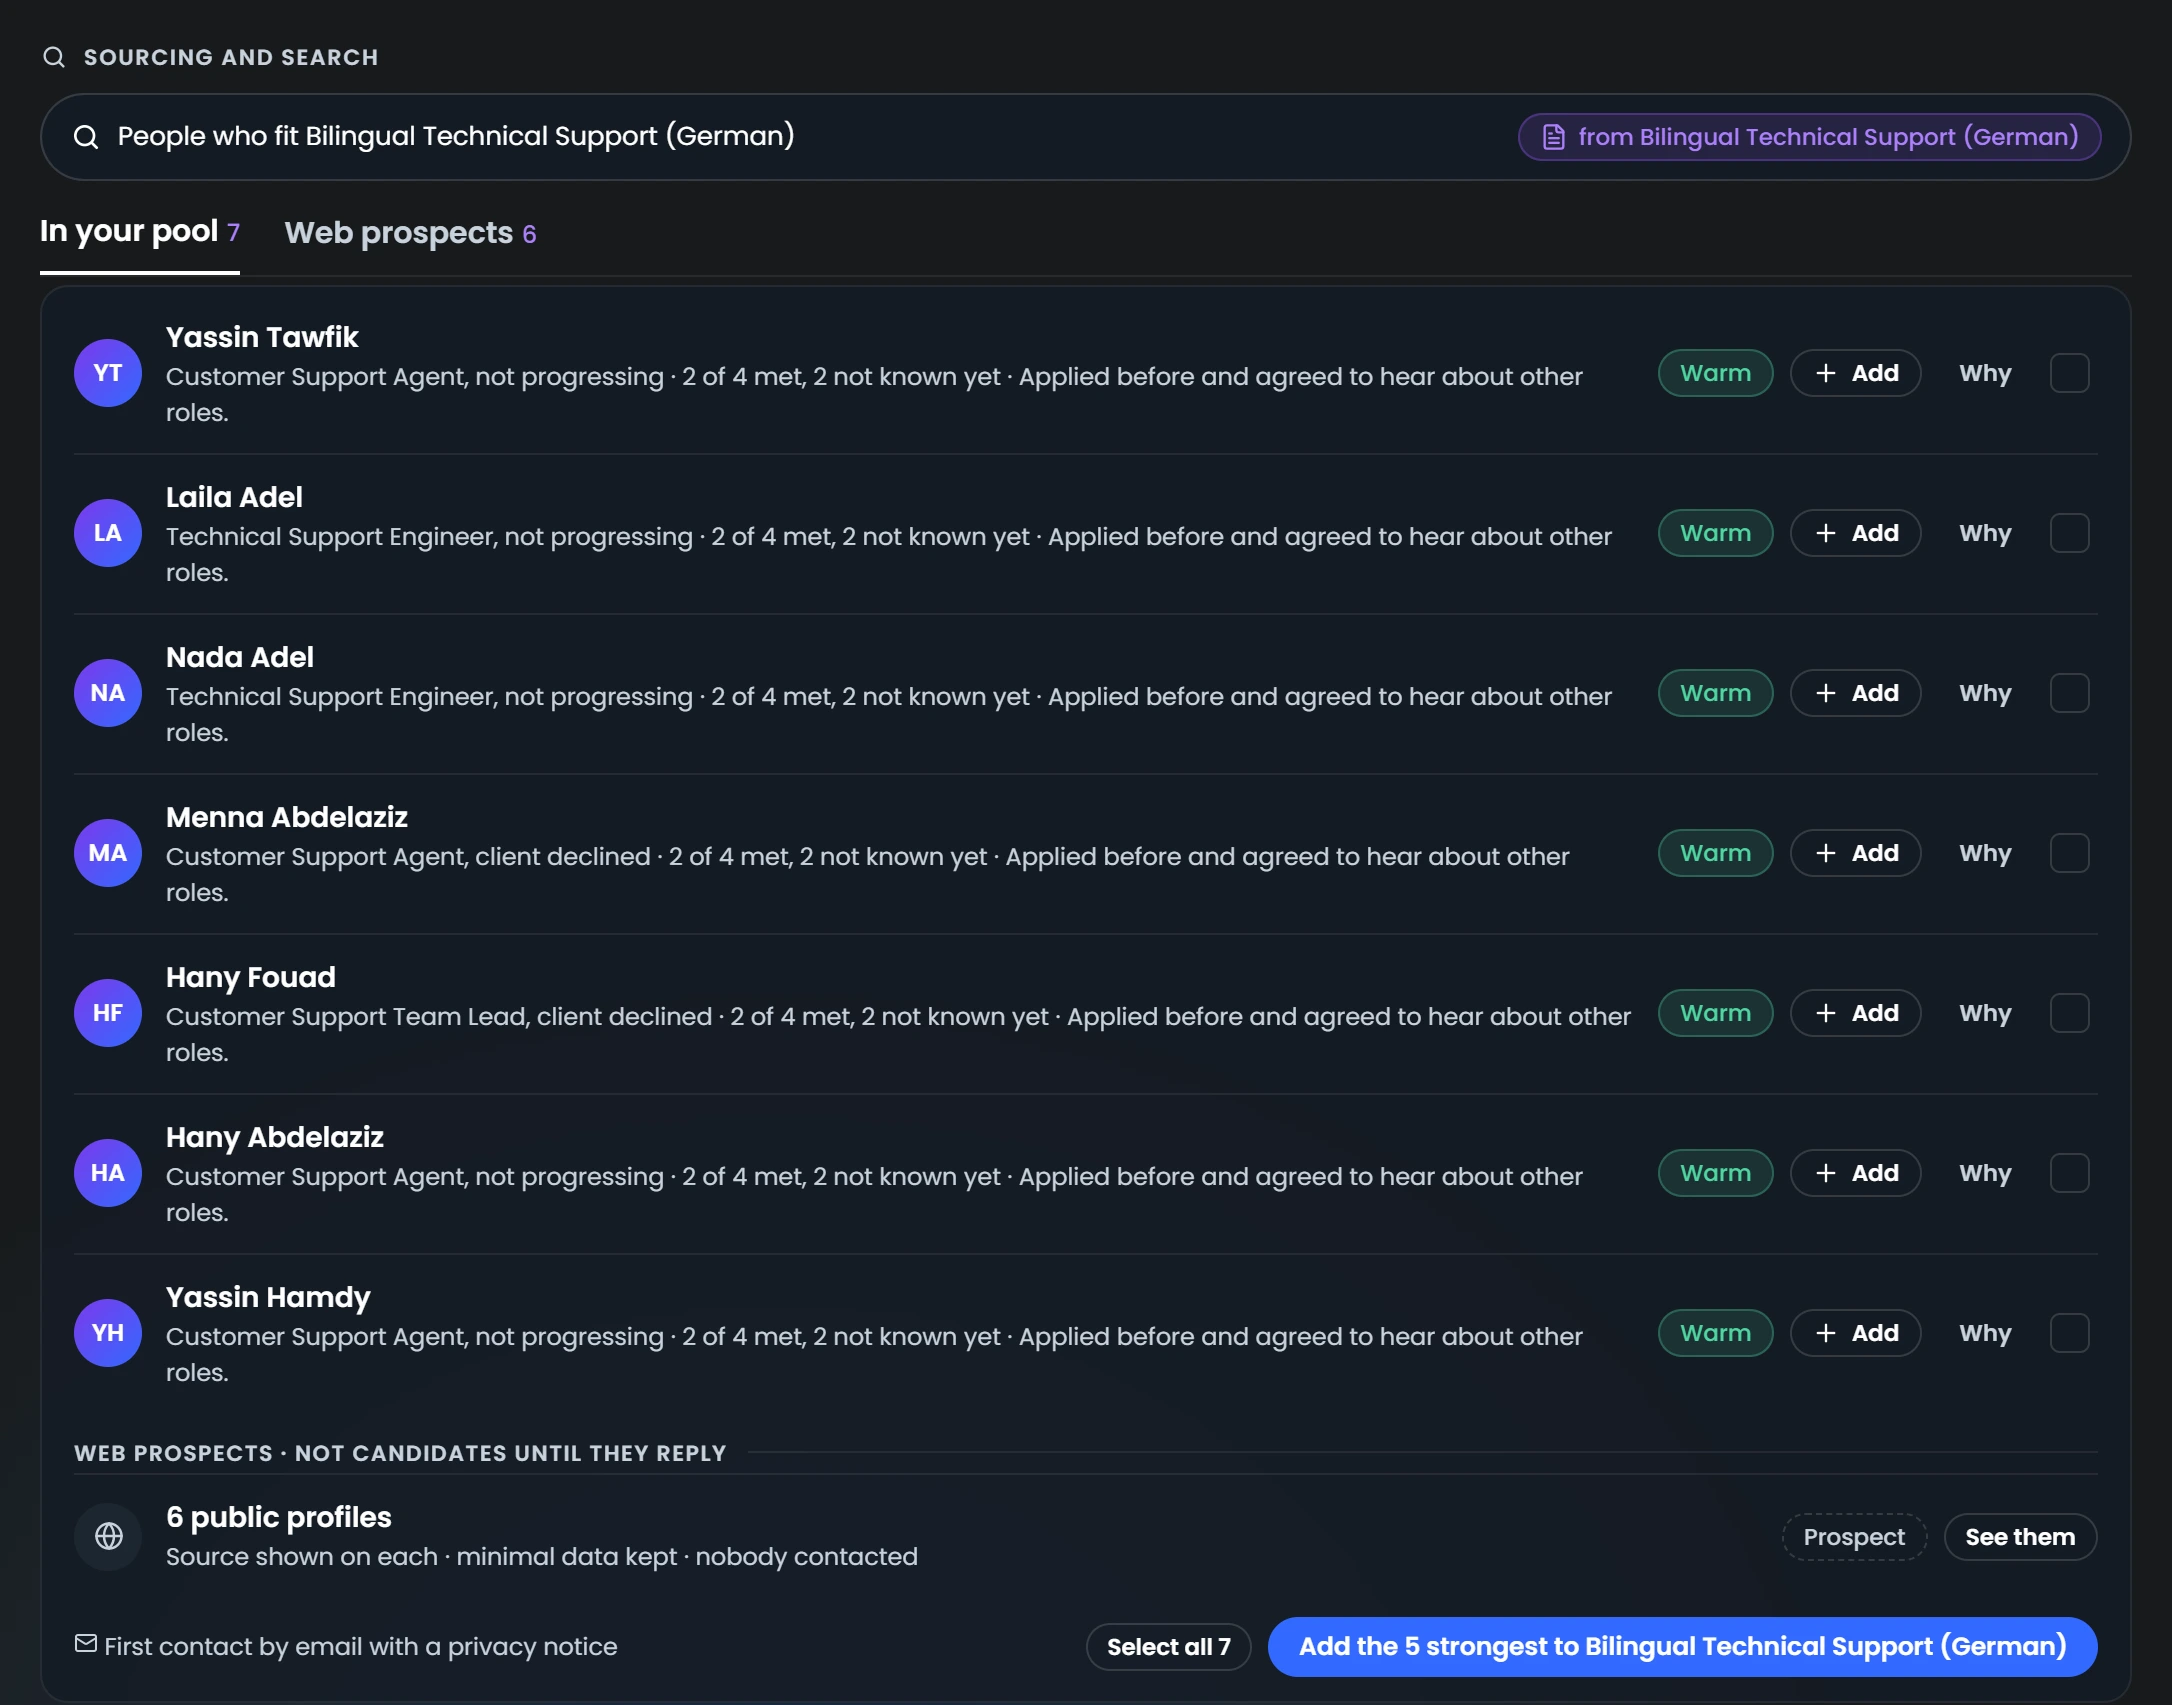 SOURCING AND SEARCH
People who fit Bilingual Technical Support (German)
from Bilingual Technical Support (German)
In your pool 7
Web prospects 6
YT
Yassin Tawfik
Customer Support Agent, not progressing · 2 of 4 met, 2 not known yet · Applied before and agreed to hear about other
roles.
Warm
+ Add
Why
LA
Laila Adel
Technical Support Engineer, not progressing · 2 of 4 met, 2 not known yet · Applied before and agreed to hear about other
roles.
Warm
+ Add
Why
NA
Nada Adel
Technical Support Engineer, not progressing · 2 of 4 met, 2 not known yet · Applied before and agreed to hear about other
roles.
Warm
+ Add
Why
MA
Menna Abdelaziz
Customer Support Agent, client declined · 2 of 4 met, 2 not known yet · Applied before and agreed to hear about other
roles.
Warm
+ Add
Why
HF
Hany Fouad
Customer Support Team Lead, client declined · 2 of 4 met, 2 not known yet · Applied before and agreed to hear about other
roles.
Warm
+ Add
Why
HA
Hany Abdelaziz
Customer Support Agent, not progressing · 2 of 4 met, 2 not known yet · Applied before and agreed to hear about other
roles.
Warm
+ Add
Why
YH
Yassin Hamdy
Customer Support Agent, not progressing · 2 of 4 met, 2 not known yet · Applied before and agreed to hear about other
roles.
Warm
+ Add
Why
WEB PROSPECTS · NOT CANDIDATES UNTIL THEY REPLY
6 public profiles
Source shown on each · minimal data kept · nobody contacted
Prospect
See them
First contact by email with a privacy notice
Select all 7
Add the 5 strongest to Bilingual Technical Support (German)